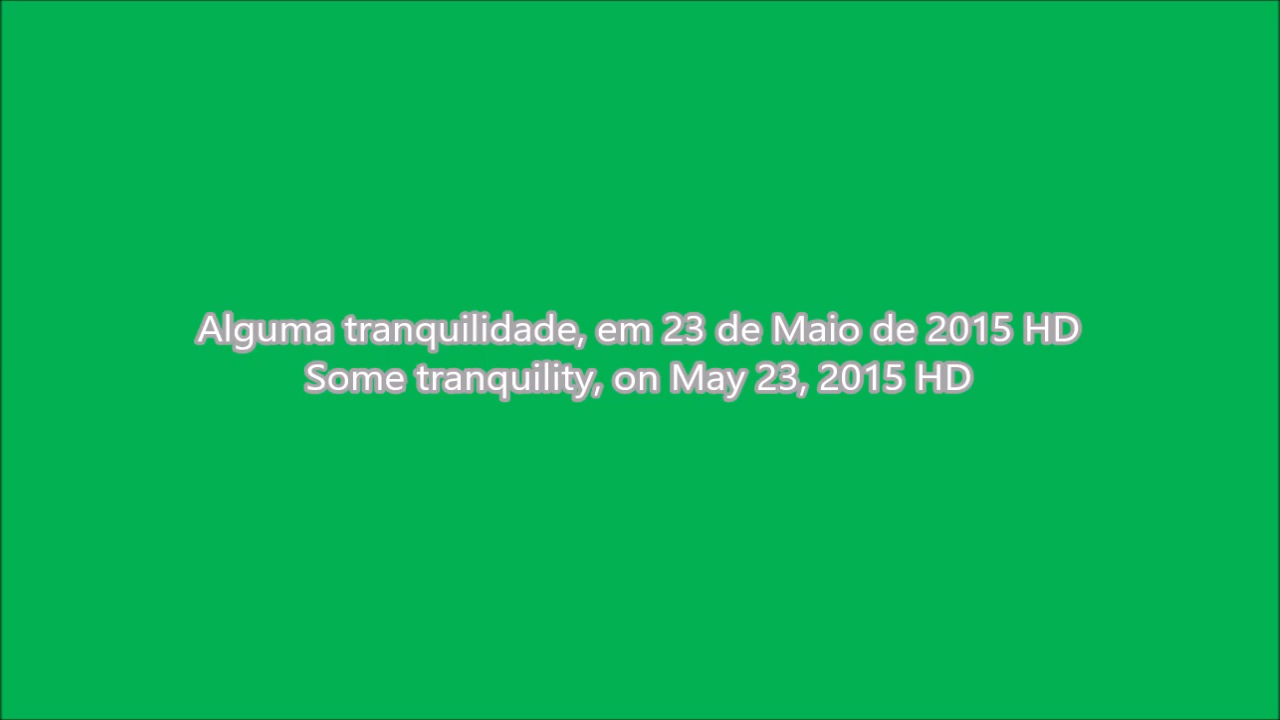 Alguma tranquilidade, em 23 de Maio de 2015 HD
Some tranquility, on May 23, 2015 HD